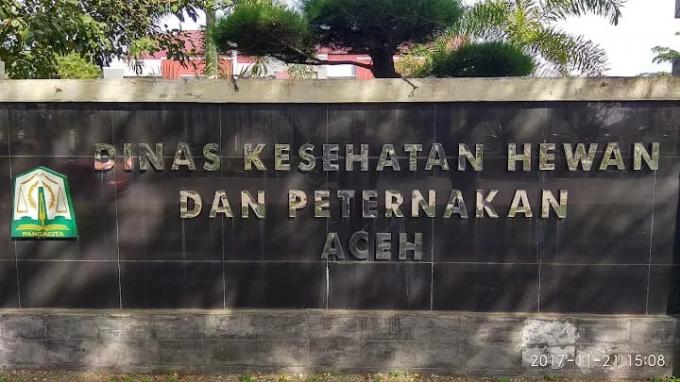 DINAS KESEHATAN HEWAN
DAN PETERNAKAN
ACEH
PANCACITA
2017-11-21 15:08